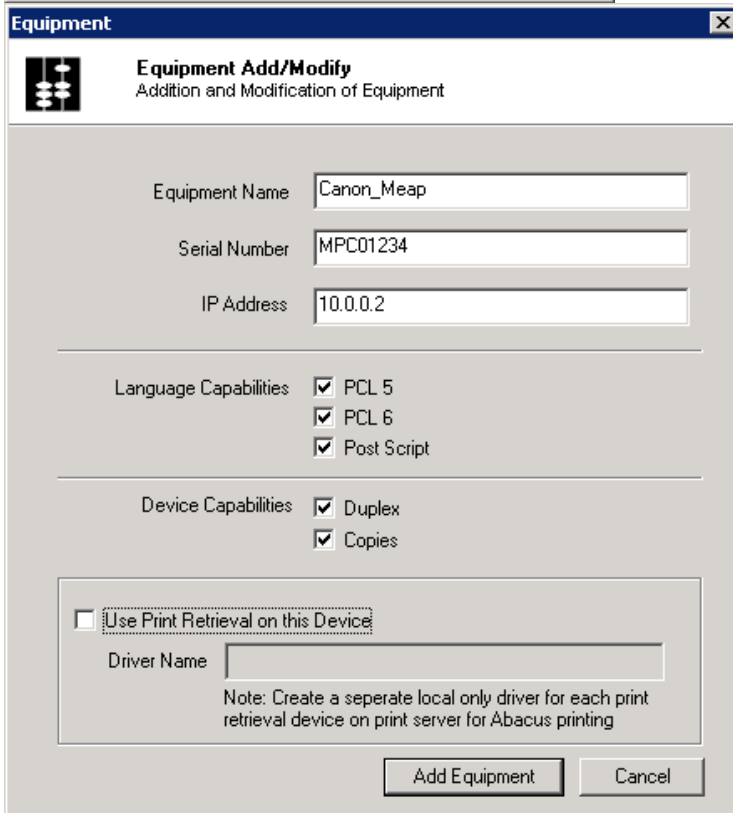 Equipment
Equipment Add/Modify
Addition and Modification of Equipment
Equipment Name Canon_Meap
Serial Number MPC01234
IP Address 10.0.0.2
Language Capabilities PCL 5
PCL 6
Post Script
Device Capabilities Duplex
Copies
Use Print Retrieval on this Device
Driver Name
Note: Create a seperate local only driver for each print
retrieval device on print server for Abacus printing
Add Equipment Cancel